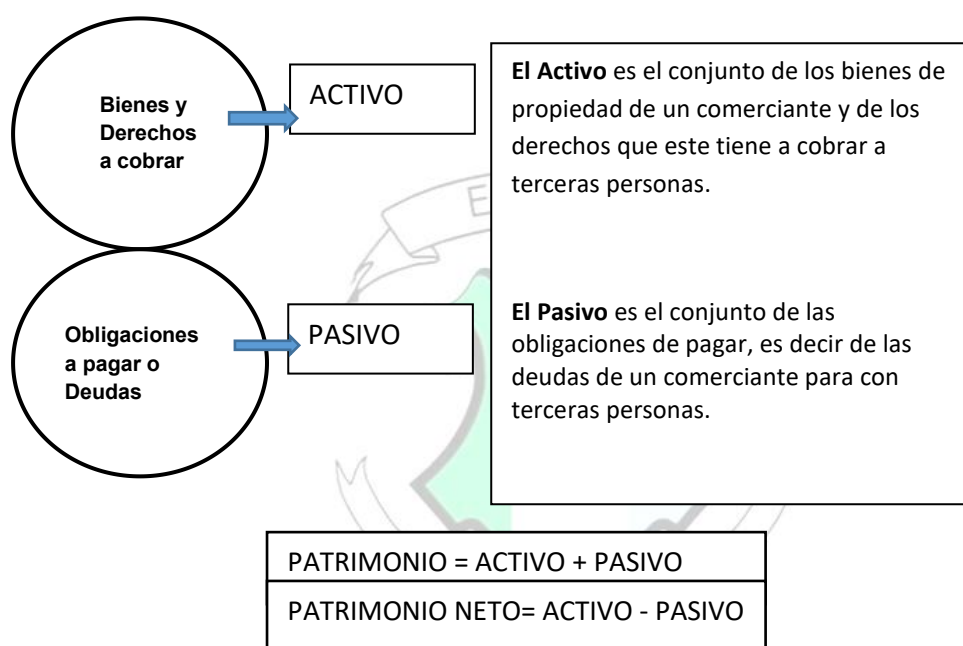 Bienes y
Derechos
a cobrar
ACTIVO
El Activo es el conjunto de los bienes de
propiedad de un comerciante y de los
derechos que este tiene a cobrar a
terceras personas.
Obligaciones
a pagar o
Deudas
PASIVO
El Pasivo es el conjunto de las
obligaciones de pagar, es decir de las
deudas de un comerciante para con
terceras personas.
PATRIMONIO = ACTIVO + PASIVO
PATRIMONIO NETO= ACTIVO - PASIVO